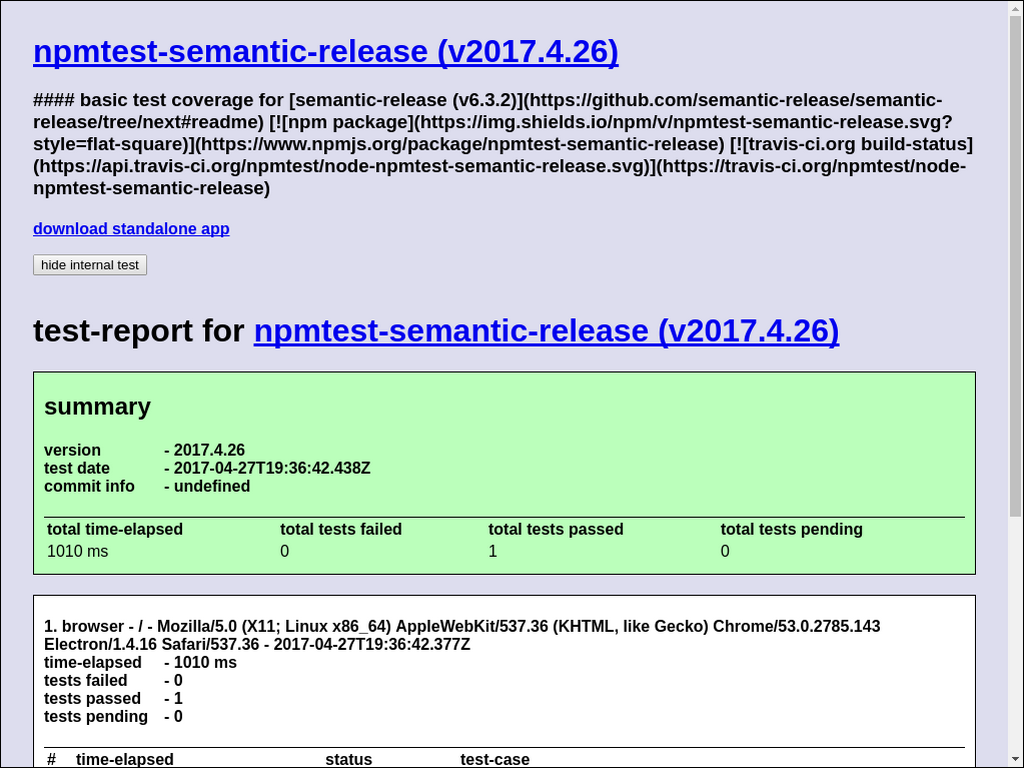 npmtest-semantic-release (v2017.4.26)
#### basic test coverage for [semantic-release (v6.3.2)](https://github.com/semantic-release/semantic-
release/tree/next#readme) [![npm package](https://img.shields.io/npm/v/npmtest-semantic-release.svg?
style=flat-square)](https://www.npmjs.org/package/npmtest-semantic-release) [![travis-ci.org build-status]
(https://api.travis-ci.org/npmtest/node-npmtest-semantic-release.svg)](https://travis-ci.org/npmtest/node-
npmtest-semantic-release)
download standalone app
hide internal test
test-report for npmtest-semantic-release (v2017.4.26)
summary
version - 2017.4.26
test date - 2017-04-27T19:36:42.438Z
commit info - undefined
total time-elapsed total tests failed total tests passed total tests pending
1010 ms 0 1 0
1. browser - / - Mozilla/5.0 (X11; Linux x86_64) AppleWebKit/537.36 (KHTML, like Gecko) Chrome/53.0.2785.143
Electron/1.4.16 Safari/537.36 - 2017-04-27T19:36:42.377Z
time-elapsed - 1010 ms
tests failed - 0
tests passed - 1
tests pending - 0
# time-elapsed status test-case